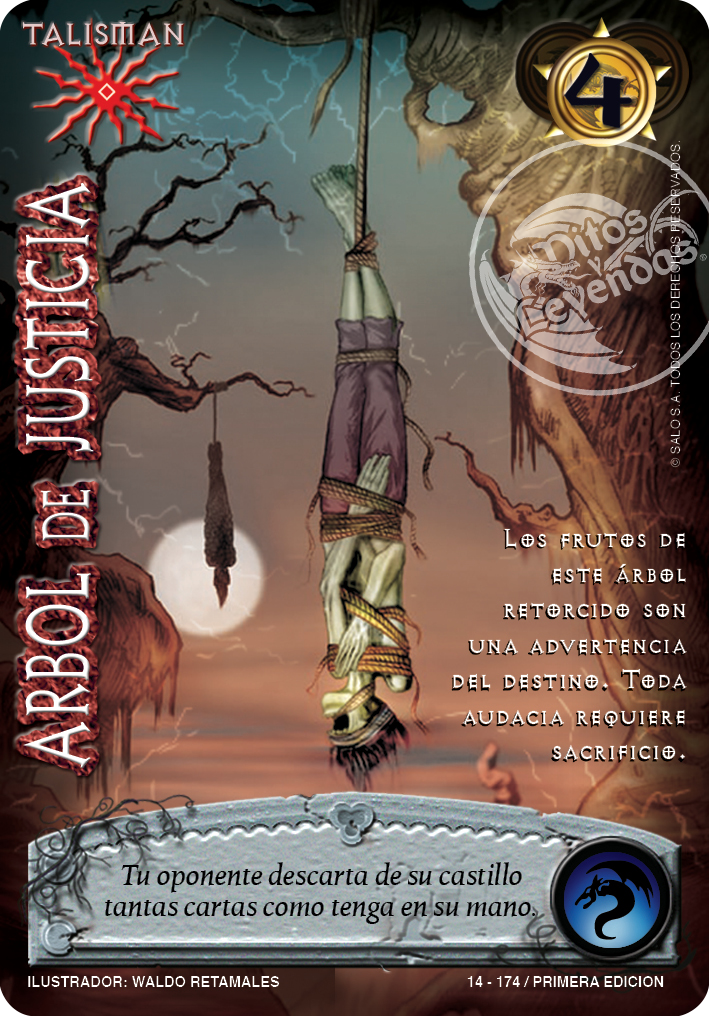 TALISMAN
4
ARBOL DE JUSTICIA
Mitos
y
Leyendas
®
© SALO S.A. TODOS LOS DERECHOS RESERVADOS.
Los frutos de
este árbol
retorcido son
una advertencia
del destino. Toda
audacia requiere
sacrificio.
Tu oponente descarta de su castillo
tantas cartas como tenga en su mano.
ILUSTRADOR: WALDO RETAMALES
14 - 174 / PRIMERA EDICION